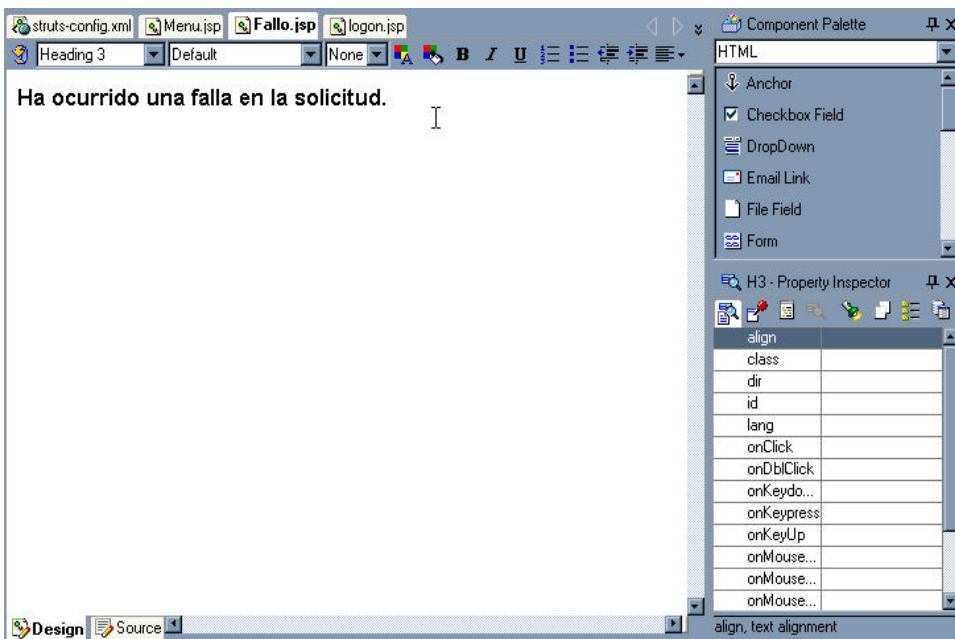 struts-config.xml Menu.jsp Fallo.jsp logon.jsp
Heading 3 Default None B I U
Ha ocurrido una falla en la solicitud.
Design Source
Component Palette
HTML
Anchor
Checkbox Field
DropDown
Email Link
File Field
Form
H3 - Property Inspector
align
class
dir
id
lang
onClick
onDblClick
onKeydo...
onKeypress
onKeyUp
onMouse...
onMouse...
onMouse...
align, text alignment